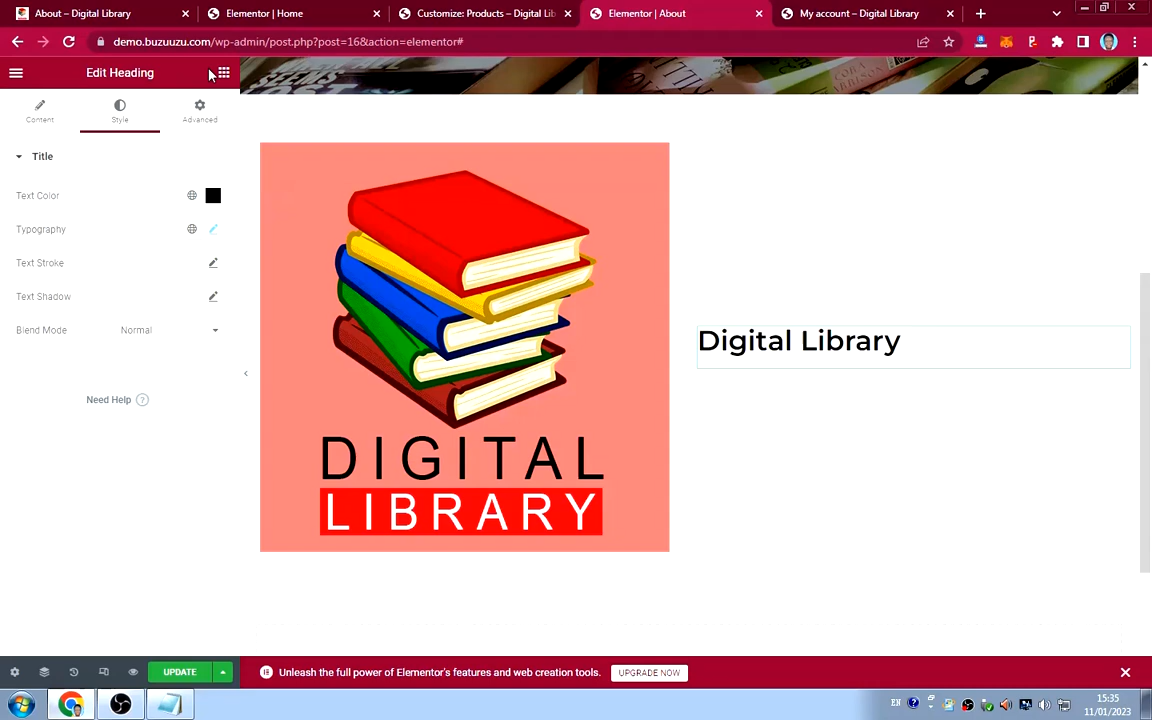 About – Digital Library
Elementor | Home
Customize: Products – Digital Lib
Elementor | About
My account – Digital Library
demo.buzuuzu.com/wp-admin/post.php?post=16&action=elementor#
Edit Heading
Content
Style
Advanced
Title
Text Color
Typography
Text Stroke
Text Shadow
Blend Mode
Normal
Need Help
DIGITAL
LIBRARY
Digital Library
UPDATE
Unleash the full power of Elementor's features and web creation tools.
UPGRADE NOW
EN
15:35
11/01/2023